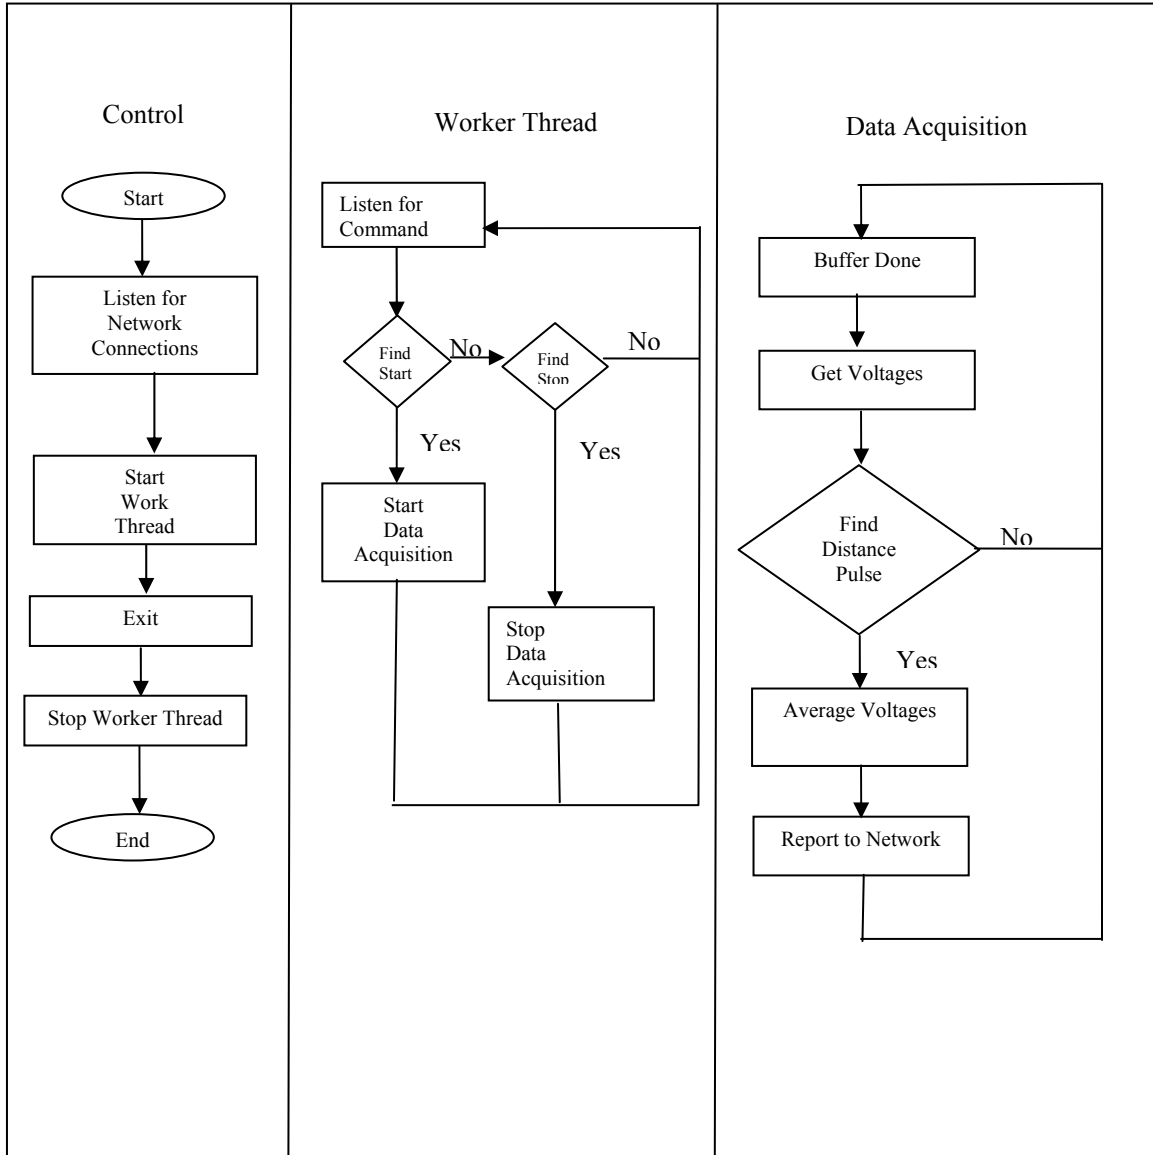 Control
Start
Listen for
Network
Connections
Start
Work
Thread
Exit
Stop Worker Thread
End
Worker Thread
Listen for
Command
Find
Start
No
Find
Stop
No
Yes
Yes
Start
Data
Acquisition
Stop
Data
Acquisition
Data Acquisition
Buffer Done
Get Voltages
Find
Distance
Pulse
No
Yes
Average Voltages
Report to Network